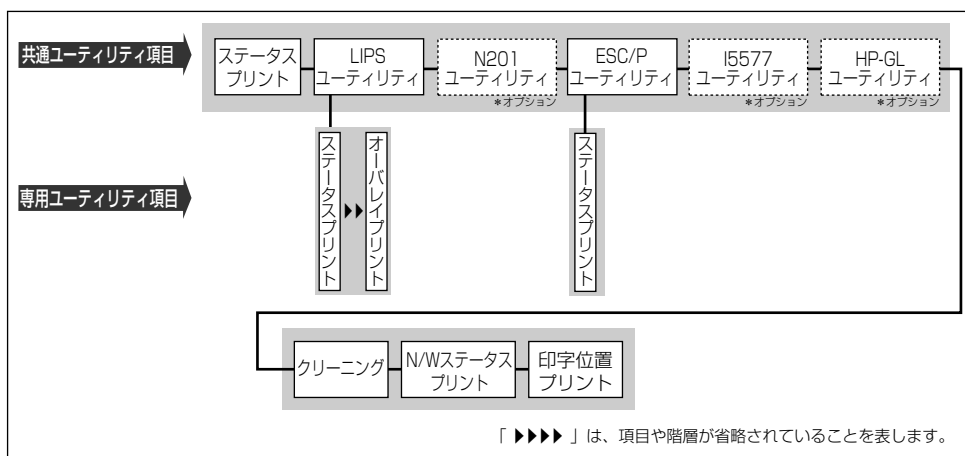 共通ユーティリティ項目
ステータス
プリント
LIPS
ユーティリティ
N201
ユーティリティ
*オプション
ESC/P
ユーティリティ
I5577
ユーティリティ
*オプション
HP-GL
ユーティリティ
*オプション
専用ユーティリティ項目
ステータスプリント
オーバレイプリント
ステータスプリント
クリーニング
N/Wステータス
プリント
印字位置
プリント
「 ▶▶▶▶ 」は、項目や階層が省略されていることを表します。